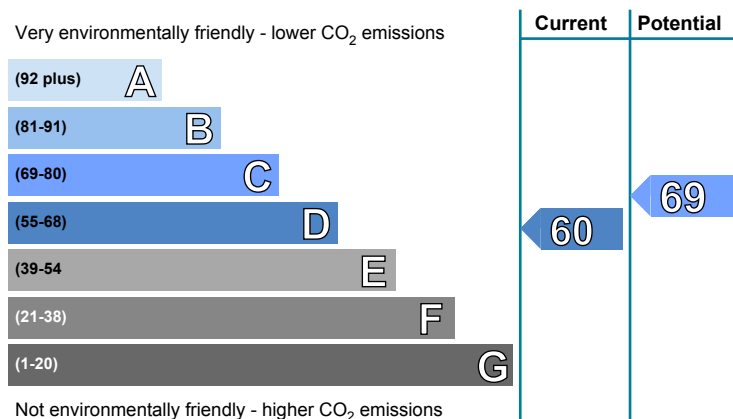 Current Potential
Very environmentally friendly - lower CO₂ emissions
(92 plus) A
(81-91) B
(69-80) C
(55-68) D
(39-54 E
(21-38) F
(1-20) G
60
69
Not environmentally friendly - higher CO₂ emissions